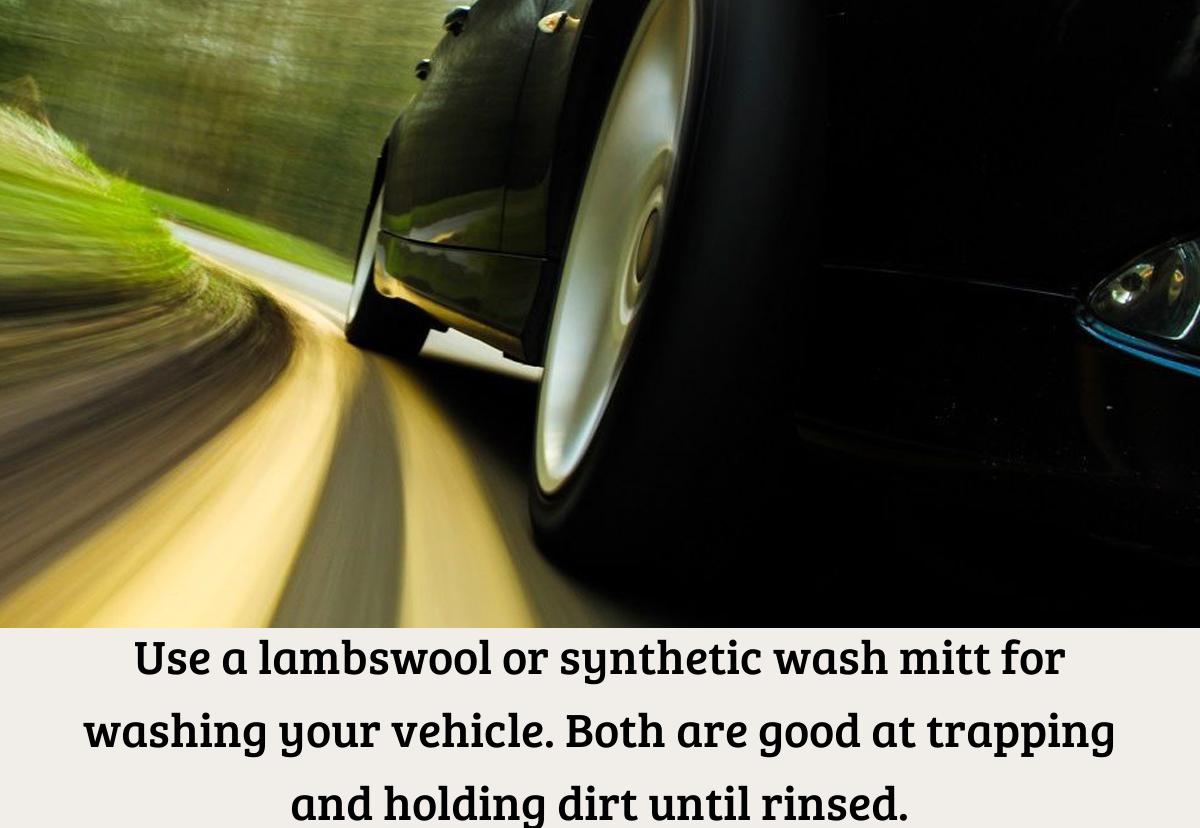 Use a lambswool or synthetic wash mitt for
washing your vehicle. Both are good at trapping
and holding dirt until rinsed.